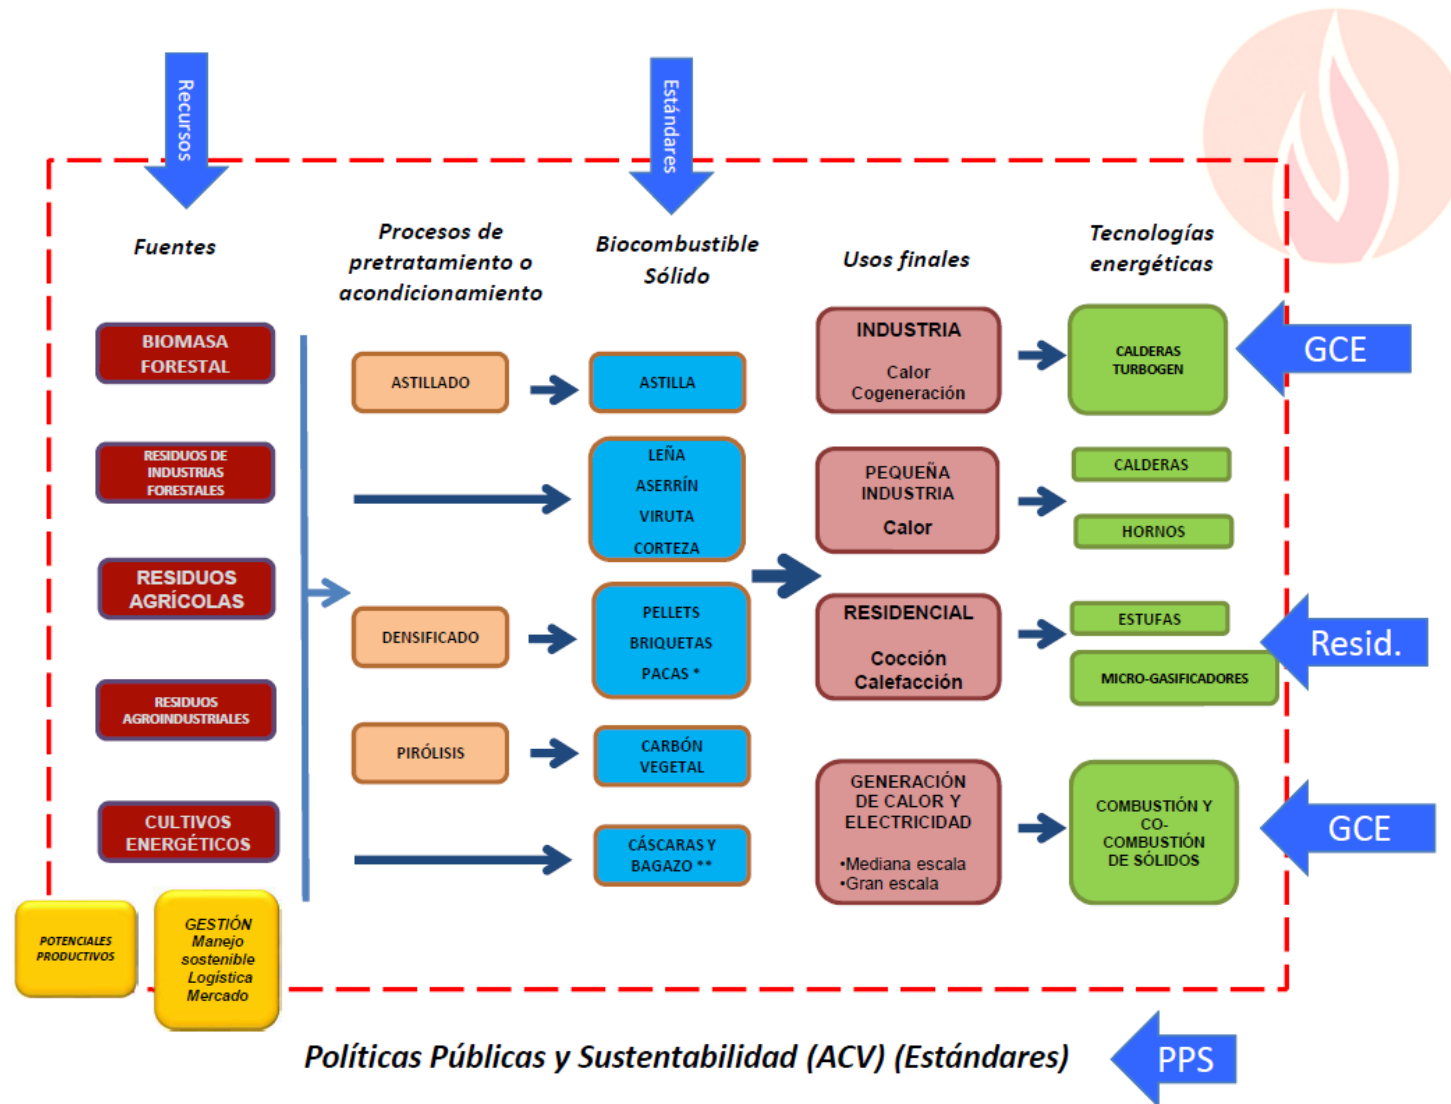 Recursos
Estándares
Fuentes
Procesos de
pretratamiento o
acondicionamiento
Biocombustible
Sólido
Usos finales
Tecnologías
energéticas
BIOMASA
FORESTAL
RESIDUOS DE
INDUSTRIAS
FORESTALES
RESIDUOS
AGRÍCOLAS
RESIDUOS
AGROINDUSTRIALES
CULTIVOS
ENERGÉTICOS
POTENCIALES
PRODUCTIVOS
GESTIÓN
Manejo
sostenible
Logística
Mercado
ASTILLADO
DENSIFICADO
PIRÓLISIS
ASTILLA
LEÑA
ASERRÍN
VIRUTA
CORTEZA
PELLETS
BRIQUETAS
PACAS *
CARBÓN
VEGETAL
CÁSCARAS Y
BAGAZO **
INDUSTRIA
Calor
Cogeneración
PEQUEÑA
INDUSTRIA
Calor
RESIDENCIAL
Cocción
Calefacción
GENERACIÓN
DE CALOR Y
ELECTRICIDAD
•Mediana escala
•Gran escala
CALDERAS
TURBOGEN
CALDERAS
HORNOS
ESTUFAS
MICRO-GASIFICADORES
COMBUSTIÓN Y
CO-
COMBUSTIÓN
DE SÓLIDOS
GCE
Resid.
GCE
Políticas Públicas y Sustentabilidad (ACV) (Estándares)
PPS